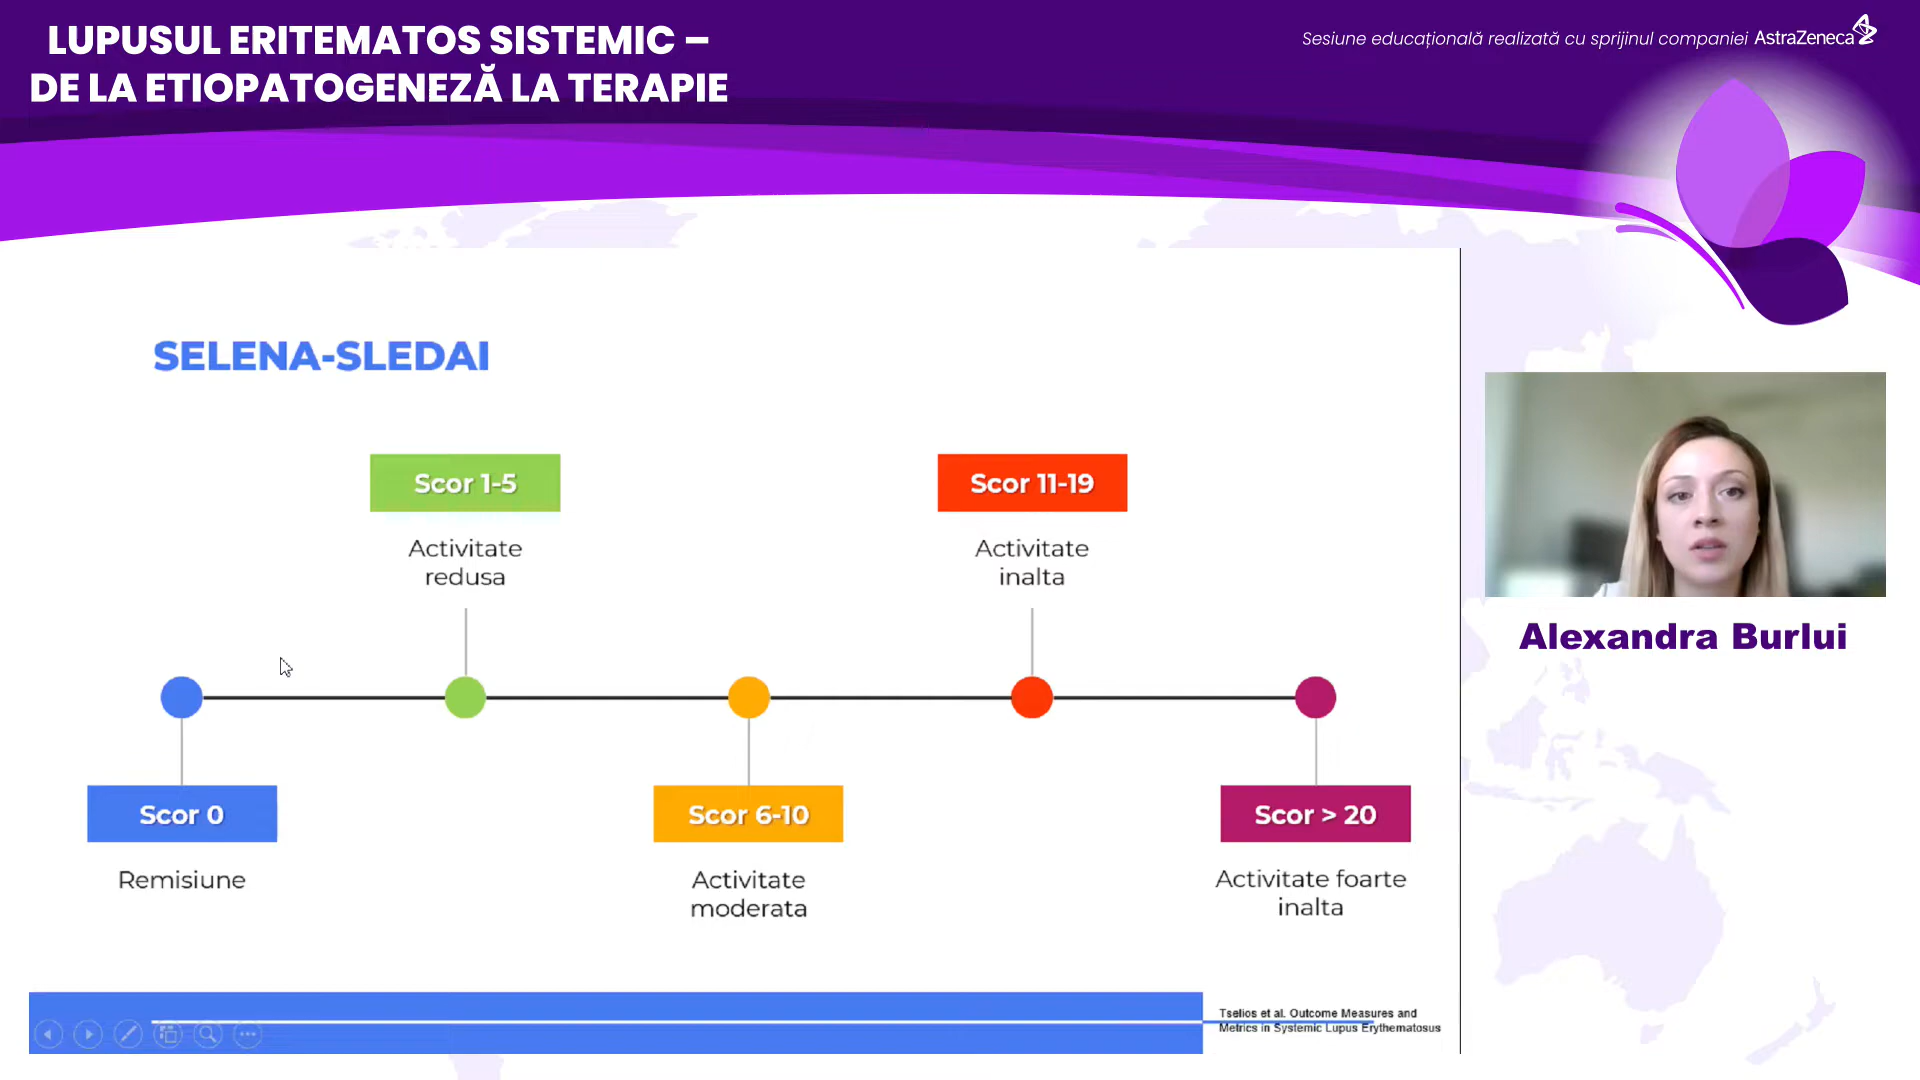 LUPUSUL ERITEMATOS SISTEMIC –
DE LA ETIOPATOGENEZĂ LA TERAPIE
Sesiune educațională realizată cu sprijinul companiei AstraZeneca
SELENA-SLEDAI
Scor 1-5
Activitate
redusa
Scor 11-19
Activitate
inalta
Scor 0
Remisiune
Scor 6-10
Activitate
moderata
Scor > 20
Activitate foarte
inalta
Alexandra Burlui
Tselios et al. Outcome Measures and
Metrics in Systemic Lupus Erythematosus